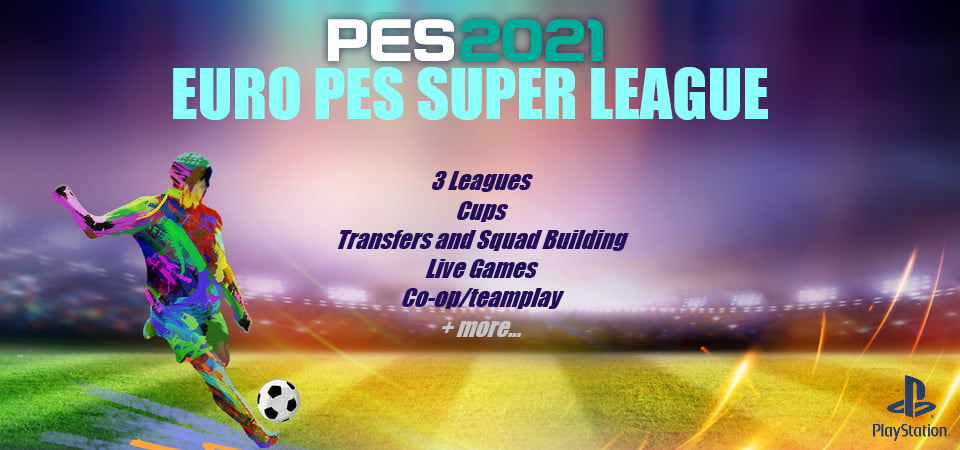 PES2021
EURO PES SUPER LEAGUE
3 Leagues
Cups
Transfers and Squad Building
Live Games
Co-op/teamplay
+ more...
PlayStation.